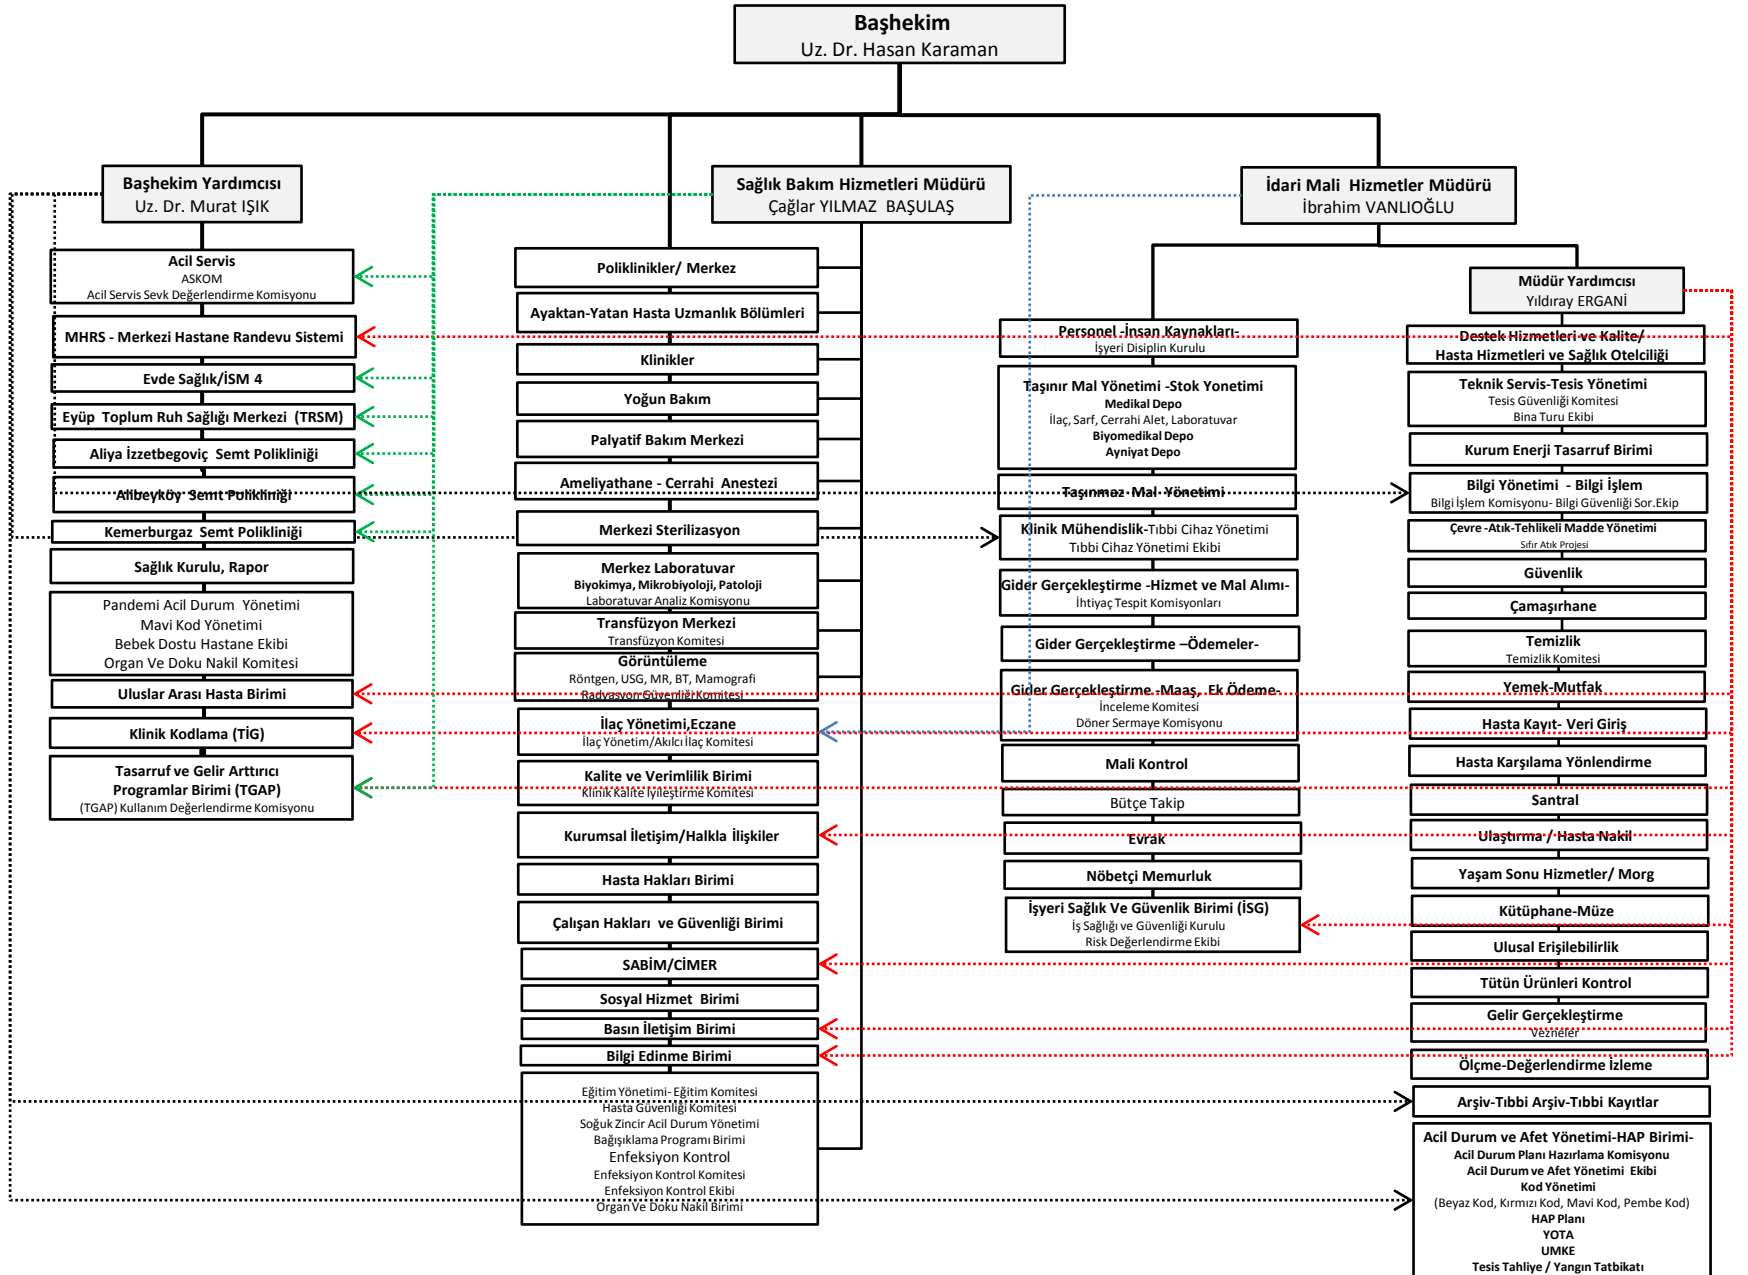 Başhekim
Uz. Dr. Hasan Karaman
Başhekim Yardımcısı
Uz. Dr. Murat IŞIK
Sağlık Bakım Hizmetleri Müdürü
Çağlar YILMAZ BAŞULAŞ
İdari Mali Hizmetler Müdürü
İbrahim VANLIOĞLU
Acil Servis
ASKOM
Acil Servis Sevk Değerlendirme Komisyonu
MHRS - Merkezi Hastane Randevu Sistemi
Evde Sağlık/İSM 4
Eyüp Toplum Ruh Sağlığı Merkezi (TRSM)
Aliya İzzetbegoviç Semt Polikliniği
Alibeyköy Semt Polikliniği
Kemerburgaz Semt Polikliniği
Sağlık Kurulu, Rapor
Pandemi Acil Durum Yönetimi
Mavi Kod Yönetimi
Bebek Dostu Hastane Ekibi
Organ Ve Doku Nakil Komitesi
Uluslar Arası Hasta Birimi
Klinik Kodlama (TİG)
Tasarruf ve Gelir Arttırıcı
Programlar Birimi (TGAP)
(TGAP) Kullanım Değerlendirme Komisyonu
Poliklinikler/ Merkez
Ayaktan-Yatan Hasta Uzmanlık Bölümleri
Klinikler
Yoğun Bakım
Palyatif Bakım Merkezi
Ameliyathane - Cerrahi Anestezi
Merkezi Sterilizasyon
Merkez Laboratuvar
Biyokimya, Mikrobiyoloji, Patoloji
Laboratuvar Analiz Komisyonu
Transfüzyon Merkezi
Transfüzyon Komitesi
Görüntüleme
Röntgen, USG, MR, BT, Mamografi
Radyasyon Güvenliği Komitesi
İlaç Yönetimi,Eczane
İlaç Yönetim/Akılcı İlaç Komitesi
Kalite ve Verimlilik Birimi
Klinik Kalite İyileştirme Komitesi
Kurumsal İletişim/Halkla İlişkiler
Hasta Hakları Birimi
Çalışan Hakları ve Güvenliği Birimi
SABİM/CİMER
Sosyal Hizmet Birimi
Basın İletişim Birimi
Bilgi Edinme Birimi
Eğitim Yönetimi- Eğitim Komitesi
Hasta Güvenliği Komitesi
Soğuk Zincir Acil Durum Yönetimi
Bağışıklama Programı Birimi
Enfeksiyon Kontrol
Enfeksiyon Kontrol Komitesi
Enfeksiyon Kontrol Ekibi
Organ Ve Doku Nakil Birimi
Personel -İnsan Kaynakları-
İşyeri Disiplin Kurulu
Taşınır Mal Yönetimi -Stok Yonetimi
Medikal Depo
İlaç, Sarf, Cerrahi Alet, Laboratuvar
Biyomedikal Depo
Ayniyat Depo
Taşınmaz Mal Yönetimi
Klinik Mühendislik-Tıbbi Cihaz Yönetimi
Tıbbi Cihaz Yönetimi Ekibi
Gider Gerçekleştirme -Hizmet ve Mal Alımı-
İhtiyaç Tespit Komisyonları
Gider Gerçekleştirme –Ödemeler-
Gider Gerçekleştirme -Maaş, Ek Ödeme-
İnceleme Komitesi
Döner Sermaye Komisyonu
Mali Kontrol
Bütçe Takip
Evrak
Nöbetçi Memurluk
İşyeri Sağlık Ve Güvenlik Birimi (İSG)
İş Sağlığı ve Güvenliği Kurulu
Risk Değerlendirme Ekibi
Müdür Yardımcısı
Yıldıray ERGANİ
Destek Hizmetleri ve Kalite/
Hasta Hizmetleri ve Sağlık Otelciliği
Teknik Servis-Tesis Yönetimi
Tesis Güvenliği Komitesi
Bina Turu Ekibi
Kurum Enerji Tasarruf Birimi
Bilgi Yönetimi - Bilgi İşlem
Bilgi İşlem Komisyonu- Bilgi Güvenliği Sor.Ekip
Çevre -Atık-Tehlikeli Madde Yönetimi
Sıfır Atık Projesi
Güvenlik
Çamaşırhane
Temizlik
Temizlik Komitesi
Yemek-Mutfak
Hasta Kayıt- Veri Giriş
Hasta Karşılama Yönlendirme
Santral
Ulaştırma / Hasta Nakil
Yaşam Sonu Hizmetler/ Morg
Kütüphane-Müze
Ulusal Erişilebilirlik
Tütün Ürünleri Kontrol
Gelir Gerçekleştirme
Vezneler
Ölçme-Değerlendirme İzleme
Arşiv-Tıbbi Arşiv-Tıbbi Kayıtlar
Acil Durum ve Afet Yönetimi-HAP Birimi-
Acil Durum Planı Hazırlama Komisyonu
Acil Durum ve Afet Yönetimi Ekibi
Kod Yönetimi
(Beyaz Kod, Kırmızı Kod, Mavi Kod, Pembe Kod)
HAP Planı
YOTA
UMKE
Tesis Tahliye / Yangın Tatbikatı